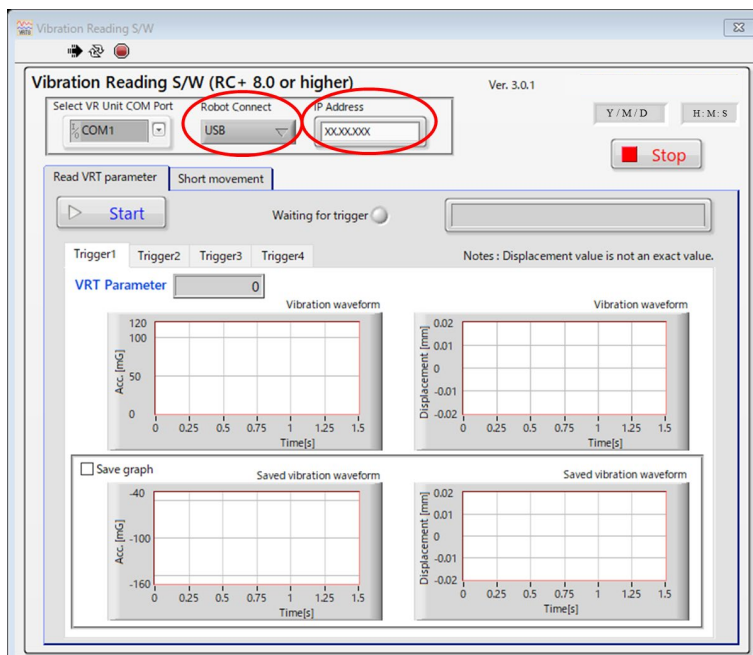 Vibration Reading S/W
Vibration Reading S/W (RC+ 8.0 or higher)
Ver. 3.0.1
Select VR Unit COM Port
Robot Connect
IP Address
COM1
USB
XX.XX.XXX
Y / M / D
H : M : S
Stop
Read VRT parameter
Short movement
Start
Waiting for trigger
Trigger1
Trigger2
Trigger3
Trigger4
Notes : Displacement value is not an exact value.
VRT Parameter
0
Vibration waveform
120
100
50
0
Acc. [mG]
0 0.25 0.5 0.75 1 1.25 1.5
Time[s]
Vibration waveform
0.02
0.01
0
-0.01
-0.02
Displacement [mm]
0 0.25 0.5 0.75 1 1.25 1.5
Time[s]
Save graph
Saved vibration waveform
-40
-100
-160
Acc. [mG]
0 0.25 0.5 0.75 1 1.25 1.5
Time[s]
Saved vibration waveform
0.02
0.01
0
-0.01
-0.02
Displacement [mm]
0 0.25 0.5 0.75 1 1.25 1.5
Time[s]